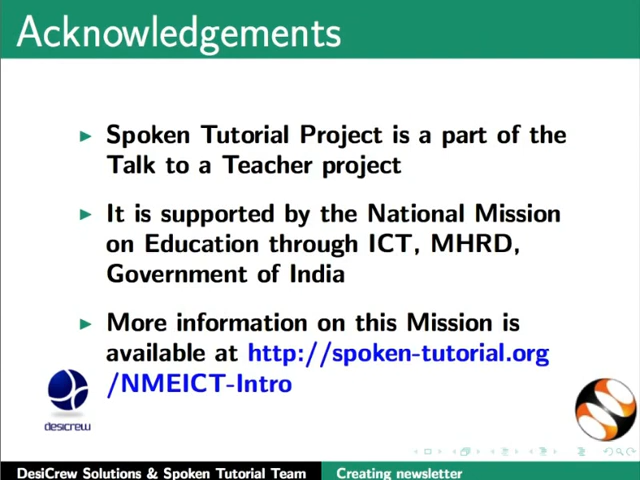 Acknowledgements
Spoken Tutorial Project is a part of the
Talk to a Teacher project
It is supported by the National Mission
on Education through ICT, MHRD,
Government of India
More information on this Mission is
available at http://spoken-tutorial.org
/NMEICT-Intro
desicrew
DesiCrew Solutions & Spoken Tutorial Team
Creating newsletter